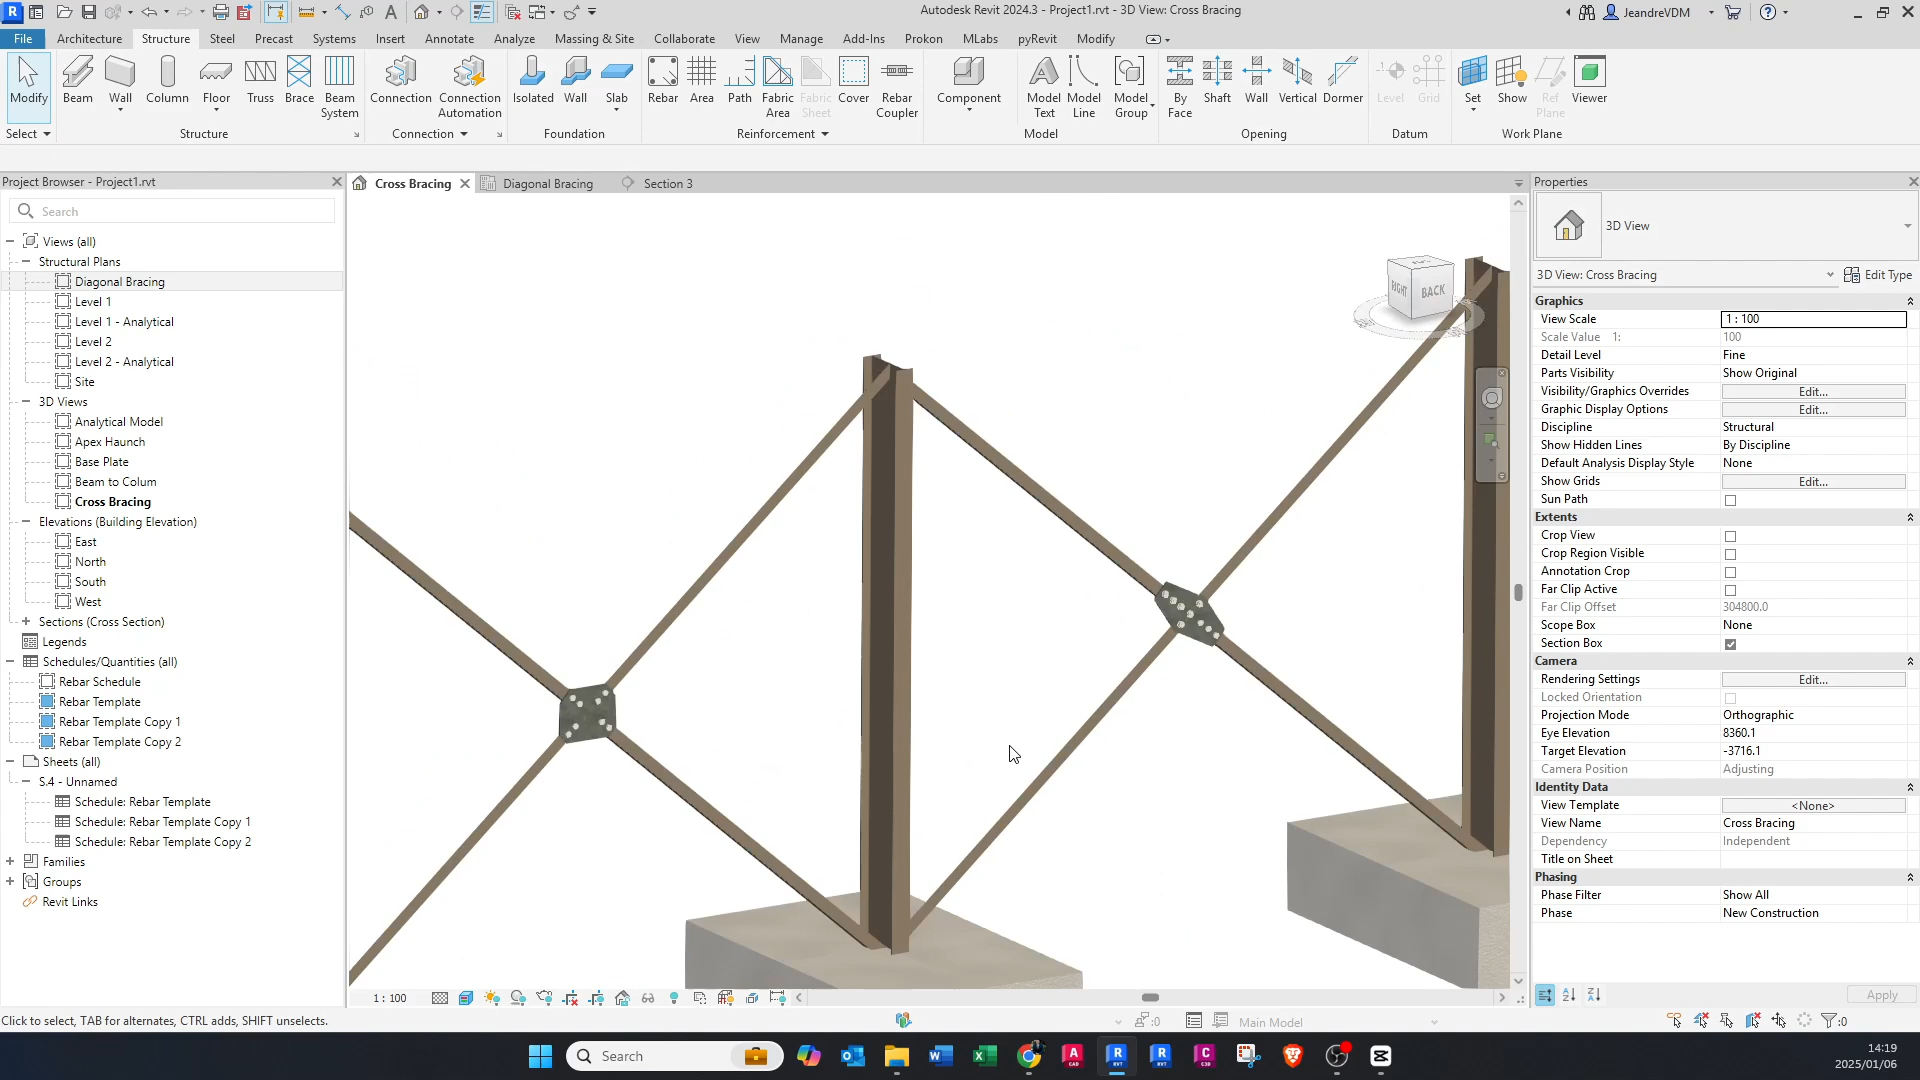 Autodesk Revit 2024.3 - Project1.rvt - 3D View: Cross Bracing
JeandreVDM
File Architecture Structure Steel Precast Systems Insert Annotate Analyze Massing & Site Collaborate View Manage Add-Ins Prokon MLabs pyRevit Modify
Modify
Beam
Wall
Column
Floor
Truss
Brace
Beam System
Connection
Connection Automation
Isolated
Wall
Slab
Rebar
Area
Path
Fabric Area
Fabric Sheet
Cover
Rebar Coupler
Component
Model Text
Model Line
Model Group
By Face
Shaft
Wall
Vertical
Dormer
Level
Grid
Set
Show
Ref Plane
Viewer
Select
Structure
Connection
Foundation
Reinforcement
Model
Opening
Datum
Work Plane
Project Browser - Project1.rvt
Search
Views (all)
Structural Plans
Diagonal Bracing
Level 1
Level 1 - Analytical
Level 2
Level 2 - Analytical
Site
3D Views
Analytical Model
Apex Haunch
Base Plate
Beam to Colum
Cross Bracing
Elevations (Building Elevation)
East
North
South
West
Sections (Cross Section)
Legends
Schedules/Quantities (all)
Rebar Schedule
Rebar Template
Rebar Template Copy 1
Rebar Template Copy 2
Sheets (all)
S.4 - Unnamed
Schedule: Rebar Template
Schedule: Rebar Template Copy 1
Schedule: Rebar Template Copy 2
Families
Groups
Revit Links
Cross Bracing
Diagonal Bracing
Section 3
RIGHT BACK
1 : 100
Properties
3D View
3D View: Cross Bracing
Edit Type
Graphics
View Scale 1 : 100
Scale Value 1: 100
Detail Level Fine
Parts Visibility Show Original
Visibility/Graphics Overrides Edit...
Graphic Display Options Edit...
Discipline Structural
Show Hidden Lines By Discipline
Default Analysis Display Style None
Show Grids Edit...
Sun Path
Extents
Crop View
Crop Region Visible
Annotation Crop
Far Clip Active
Far Clip Offset 304800.0
Scope Box None
Section Box
Camera
Rendering Settings Edit...
Locked Orientation
Projection Mode Orthographic
Eye Elevation 8360.1
Target Elevation -3716.1
Camera Position Adjusting
Identity Data
View Template <None>
View Name Cross Bracing
Dependency Independent
Title on Sheet
Phasing
Phase Filter Show All
Phase New Construction
Apply
Click to select, TAB for alternates, CTRL adds, SHIFT unselects.
:0
Main Model
:0
Search
14:19
2025/01/06